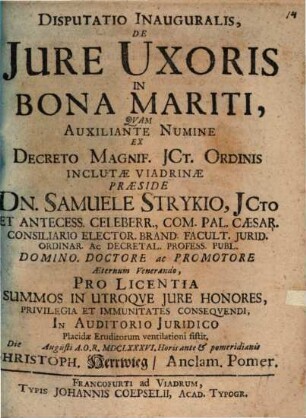 14
DISPUTATIO INAUGURALIS,
DE
JURE UXORIS
IN
BONA MARITI,
QVAM
AUXILIANTE NUMINE
EX
DECRETO MAGNIF. JCT. ORDINIS
INCLUTÆ VIADRINÆ
PRÆSIDE
DN. SAMUELE STRYKIO, JCTO
ET ANTECESS. CELEBERR., COM. PAL. CÆSAR.
CONSILIARIO ELECTOR. BRAND. FACULT. JURID.
ORDINAR. AC DECRETAL. PROFESS. PUBL.
DOMINO, DOCTORE ac PROMOTORE
Æternum Venerando,
PRO LICENTIA
SUMMOS IN UTROQVE JURE HONORES,
PRIVILEGIA ET IMMUNITATES CONSEQVENDI,
IN AUDITORIO JURIDICO
Placidæ Eruditorum ventilationi sistit,
Die Augusti A.O.R. MDCLXXXVI. Horis ante & pomeridianis
CHRISTOPH. Herrwieg/ Anclam. Pomer.
FRANCOFURTI ad VIADRUM,
TYPIS JOHANNIS COEPSELII, ACAD. TYPOGR.